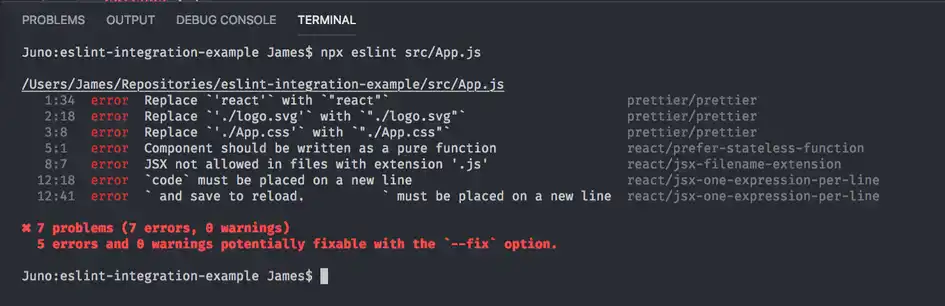 PROBLEMS OUTPUT DEBUG CONSOLE TERMINAL
Juno:eslint-integration-example James$ npx eslint src/App.js
/Users/James/Repositories/eslint-integration-example/src/App.js
1:34 error Replace `'react'` with `"react"` prettier/prettier
2:18 error Replace `'./logo.svg'` with `"./logo.svg"` prettier/prettier
3:8 error Replace `'./App.css'` with `"./App.css"` prettier/prettier
5:1 error Component should be written as a pure function react/prefer-stateless-function
8:7 error JSX not allowed in files with extension '.js' react/jsx-filename-extension
12:18 error `code` must be placed on a new line react/jsx-one-expression-per-line
12:41 error ` and save to reload.          ` must be placed on a new line react/jsx-one-expression-per-line
✖ 7 problems (7 errors, 0 warnings)
5 errors and 0 warnings potentially fixable with the `--fix` option.
Juno:eslint-integration-example James$